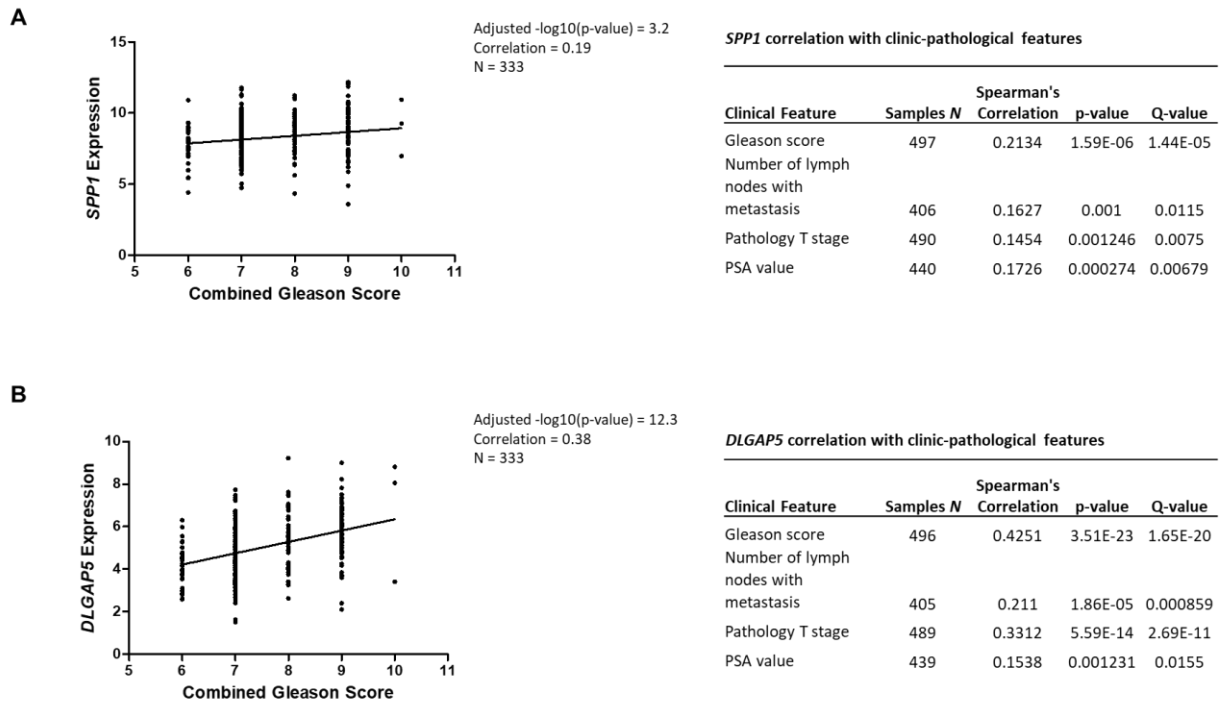 A
Adjusted -log10(p-value) = 3.2
Correlation = 0.19
N = 333
15
10
5
0
SPP1 Expression
5 6 7 8 9 10 11
Combined Gleason Score
SPP1 correlation with clinic-pathological features
Spearman's
Clinical Feature Samples N Correlation p-value Q-value
Gleason score 497 0.2134 1.59E-06 1.44E-05
Number of lymph
nodes with
metastasis 406 0.1627 0.001 0.0115
Pathology T stage 490 0.1454 0.001246 0.0075
PSA value 440 0.1726 0.000274 0.00679
B
Adjusted -log10(p-value) = 12.3
Correlation = 0.38
N = 333
10
8
6
4
2
0
DLGAP5 Expression
5 6 7 8 9 10 11
Combined Gleason Score
DLGAP5 correlation with clinic-pathological features
Spearman's
Clinical Feature Samples N Correlation p-value Q-value
Gleason score 496 0.4251 3.51E-23 1.65E-20
Number of lymph
nodes with
metastasis 405 0.211 1.86E-05 0.000859
Pathology T stage 489 0.3312 5.59E-14 2.69E-11
PSA value 439 0.1538 0.001231 0.0155